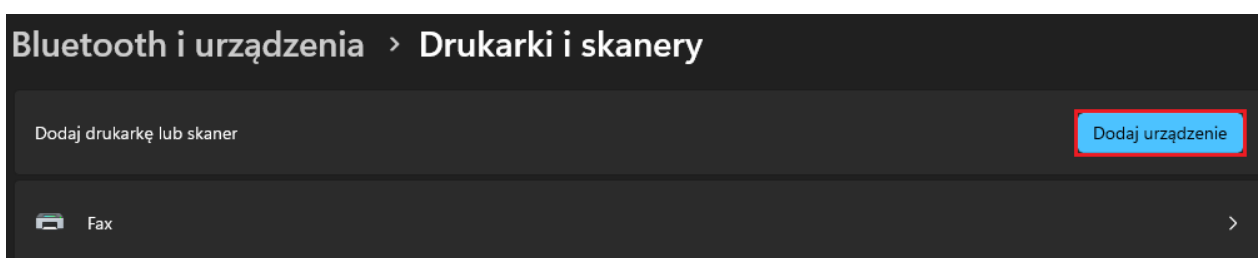 Bluetooth i urządzenia > Drukarki i skanery
Dodaj drukarkę lub skaner
Dodaj urządzenie
Fax